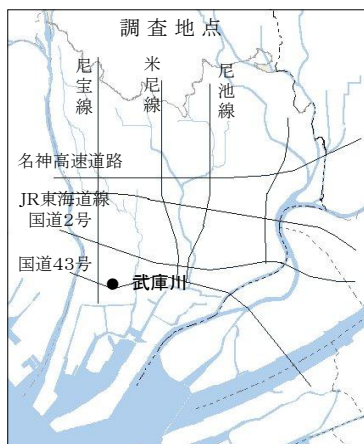 調査地点
尼宝線
米尼線
尼池線
名神高速道路
JR東海道線
国道2号
国道43号
武庫川